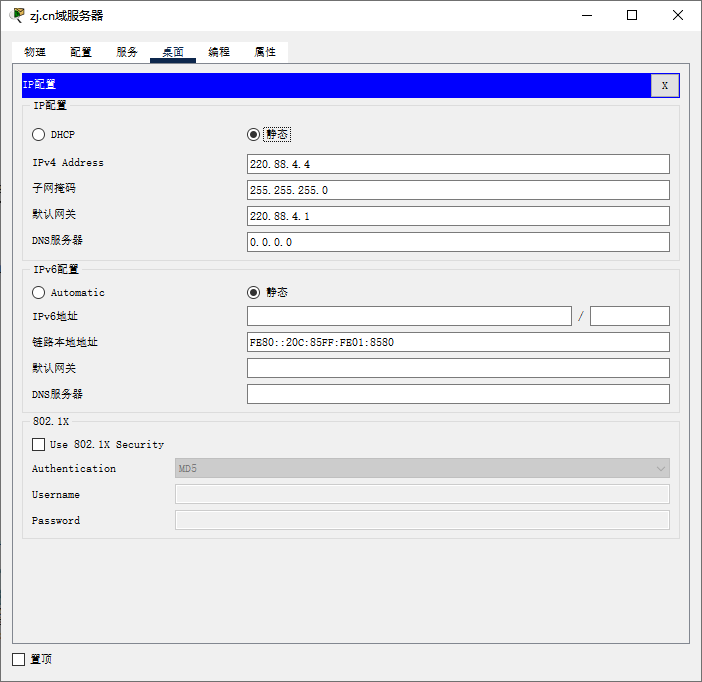 zj.cn域服务器
物理 配置 服务 桌面 编程 属性
IP配置 X
IP配置
DHCP 静态
IPv4 Address 220.88.4.4
子网掩码 255.255.255.0
默认网关 220.88.4.1
DNS服务器 0.0.0.0
IPv6配置
Automatic 静态
IPv6地址 /
链路本地地址 FE80::20C:85FF:FE01:8580
默认网关
DNS服务器
802.1X
Use 802.1X Security
Authentication MD5
Username
Password
置顶